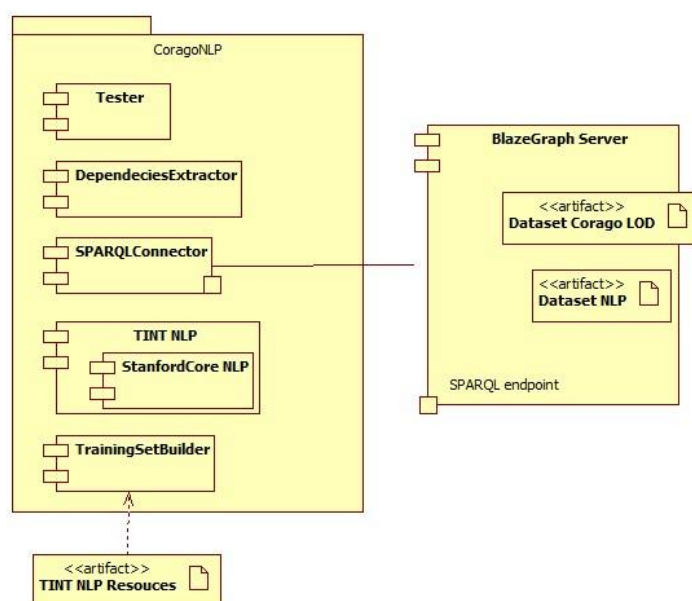 CoragoNLP
Tester
DependeciesExtractor
SPARQLConnector
TINT NLP
StanfordCore NLP
TrainingSetBuilder
<<artifact>>
TINT NLP Resouces
BlazeGraph Server
<<artifact>>
Dataset Corago LOD
<<artifact>>
Dataset NLP
SPARQL endpoint